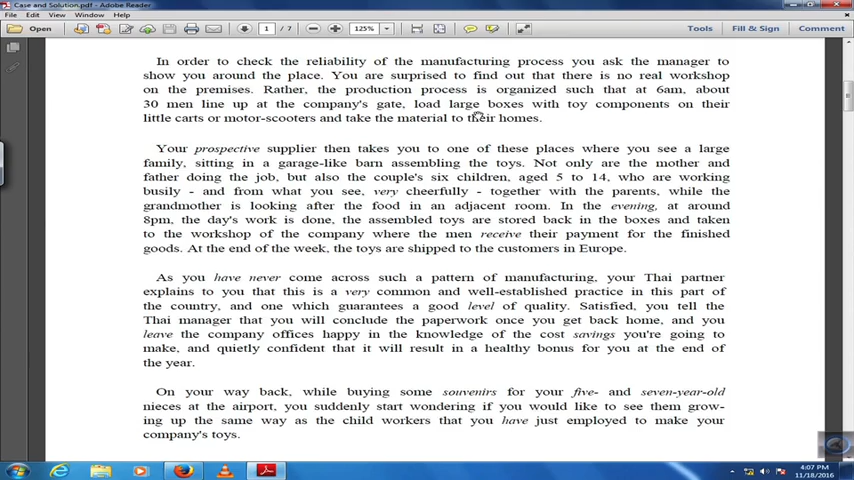 Case and Solution.pdf - Adobe Reader
File Edit View Window Help
Open 1 / 7 125% Tools Fill & Sign Comment
In order to check the reliability of the manufacturing process you ask the manager to
show you around the place. You are surprised to find out that there is no real workshop
on the premises. Rather, the production process is organized such that at 6am, about
30 men line up at the company's gate, load large boxes with toy components on their
little carts or motor-scooters and take the material to their homes.
Your prospective supplier then takes you to one of these places where you see a large
family, sitting in a garage-like barn assembling the toys. Not only are the mother and
father doing the job, but also the couple's six children, aged 5 to 14, who are working
busily - and from what you see, very cheerfully - together with the parents, while the
grandmother is looking after the food in an adjacent room. In the evening, at around
8pm, the day's work is done, the assembled toys are stored back in the boxes and taken
to the workshop of the company where the men receive their payment for the finished
goods. At the end of the week, the toys are shipped to the customers in Europe.
As you have never come across such a pattern of manufacturing, your Thai partner
explains to you that this is a very common and well-established practice in this part of
the country, and one which guarantees a good level of quality. Satisfied, you tell the
Thai manager that you will conclude the paperwork once you get back home, and you
leave the company offices happy in the knowledge of the cost savings you're going to
make, and quietly confident that it will result in a healthy bonus for you at the end of
the year.
On your way back, while buying some souvenirs for your five- and seven-year-old
nieces at the airport, you suddenly start wondering if you would like to see them grow-
ing up the same way as the child workers that you have just employed to make your
company's toys.
4:07 PM
11/18/2016